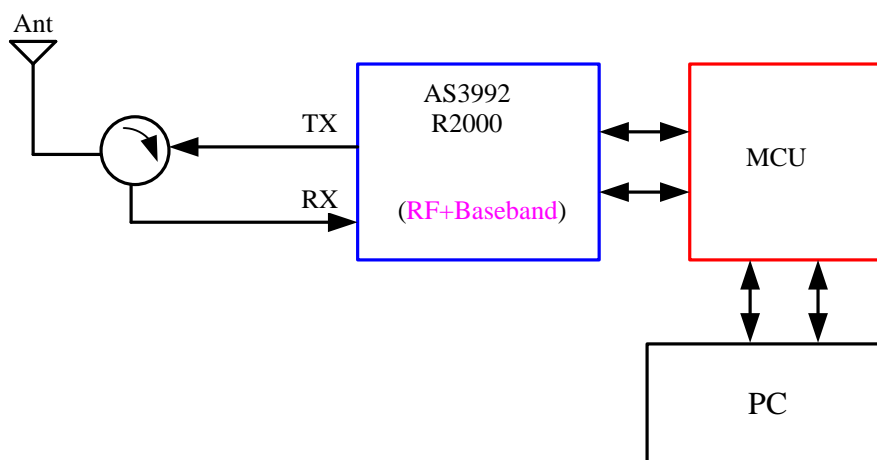 Ant
TX
RX
AS3992
R2000
(RF+Baseband)
MCU
PC